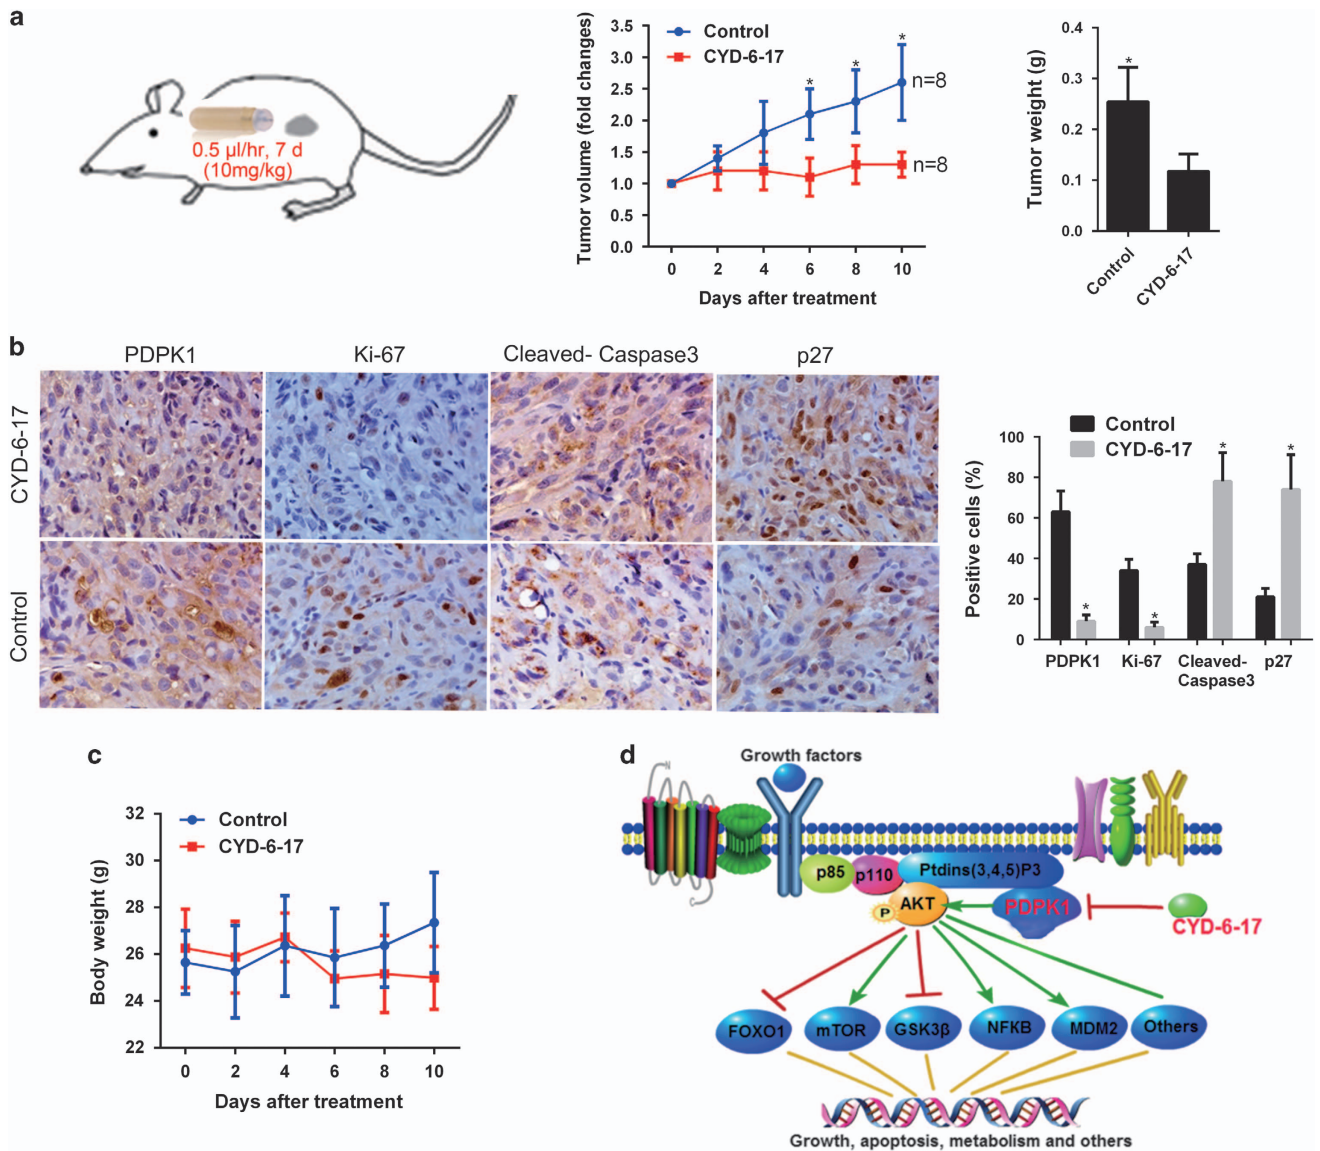 a
0.5 µl/hr, 7 d
(10mg/kg)
Tumor volume (fold changes)
3.5
3.0
2.5
2.0
1.5
1.0
0.5
0.0
Control
CYD-6-17
* * *
n=8
n=8
0 2 4 6 8 10
Days after treatment
Tumor weight (g)
0.4
0.3
0.2
0.1
0.0
*
Control
CYD-6-17
b
PDPK1 Ki-67 Cleaved- Caspase3 p27
CYD-6-17
Control
Positive cells (%)
Control
CYD-6-17
100
80
60
40
20
0
* * * *
PDPK1 Ki-67 Cleaved- p27
Caspase3
c
Body weight (g)
32
30
28
26
24
22
Control
CYD-6-17
0 2 4 6 8 10
Days after treatment
d
Growth factors
N
C
p85 p110 Ptdins(3,4,5)P3
P AKT PDPK1
CYD-6-17
FOXO1 mTOR GSK3β NFKB MDM2 Others
Growth, apoptosis, metabolism and others